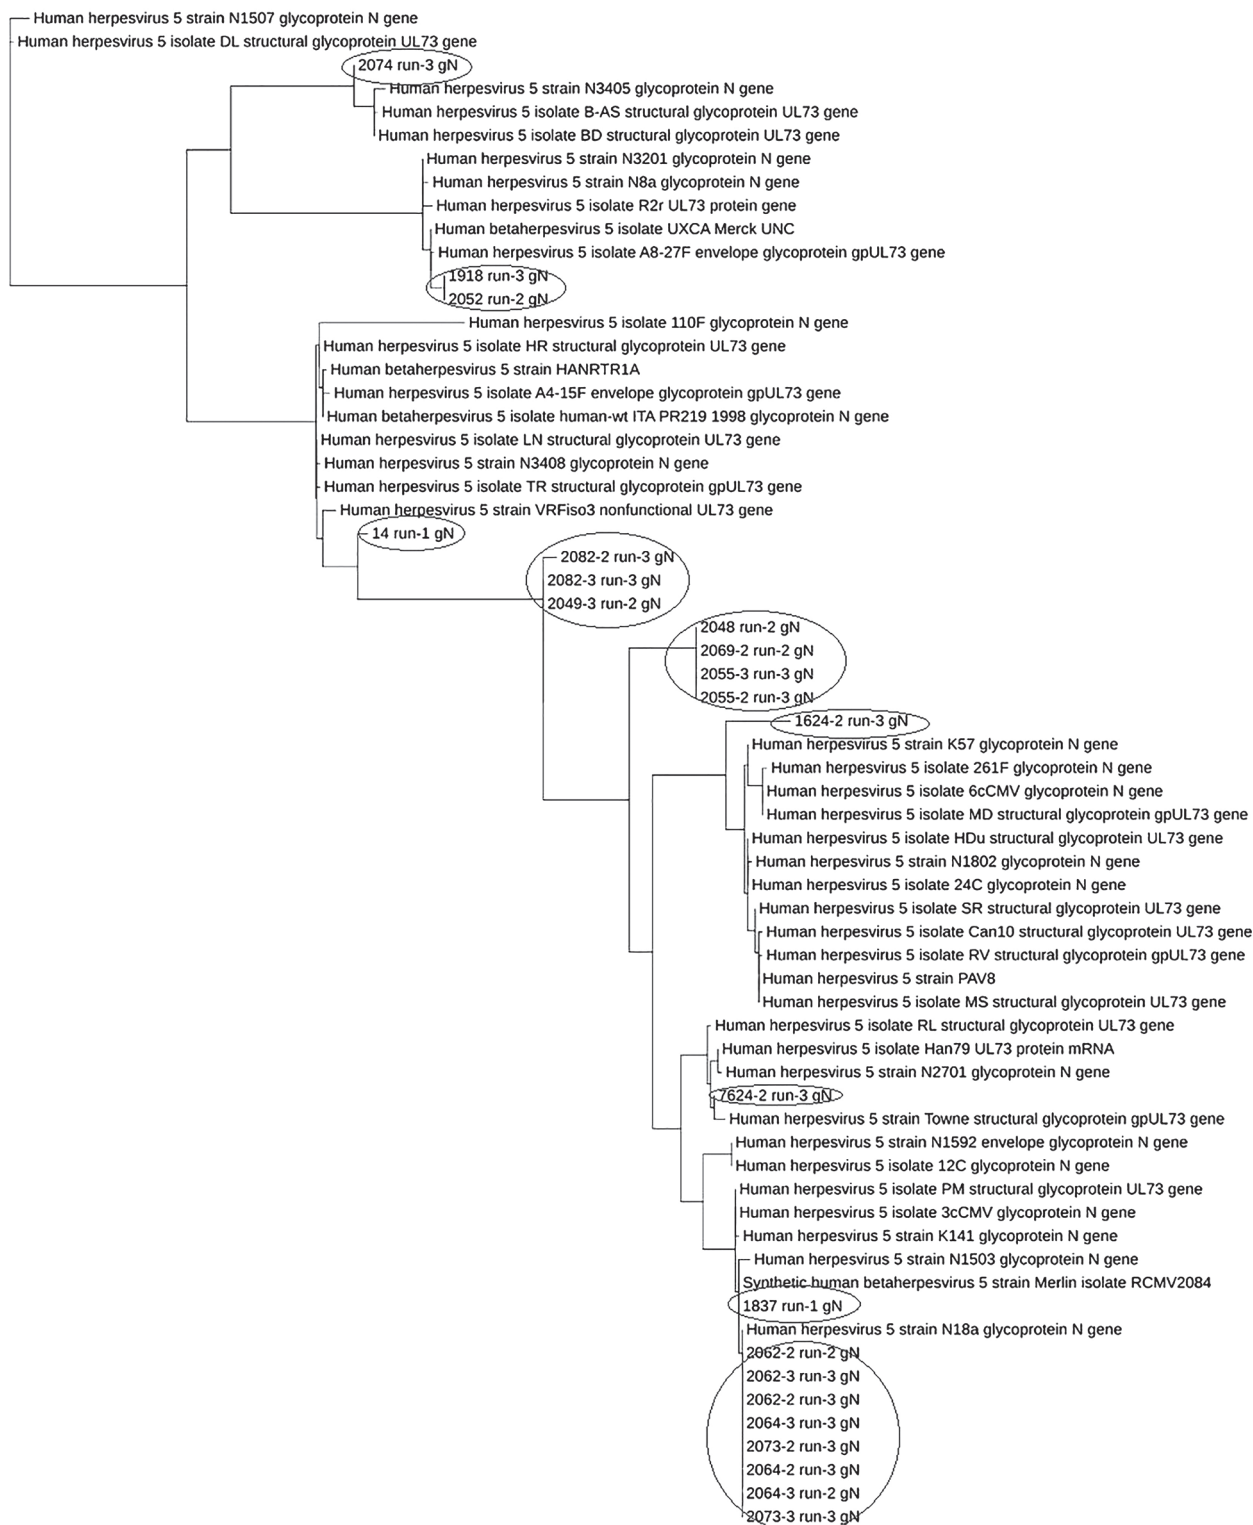 Human herpesvirus 5 strain N1507 glycoprotein N gene
Human herpesvirus 5 isolate DL structural glycoprotein UL73 gene
2074 run-3 gN
Human herpesvirus 5 strain N3405 glycoprotein N gene
Human herpesvirus 5 isolate B-AS structural glycoprotein UL73 gene
Human herpesvirus 5 isolate BD structural glycoprotein UL73 gene
Human herpesvirus 5 strain N3201 glycoprotein N gene
Human herpesvirus 5 strain N8a glycoprotein N gene
Human herpesvirus 5 isolate R2r UL73 protein gene
Human betaherpesvirus 5 isolate UXCA Merck UNC
Human herpesvirus 5 isolate A8-27F envelope glycoprotein gpUL73 gene
1918 run-3 gN
2052 run-2 gN
Human herpesvirus 5 isolate 110F glycoprotein N gene
Human herpesvirus 5 isolate HR structural glycoprotein UL73 gene
Human betaherpesvirus 5 strain HANRTR1A
Human herpesvirus 5 isolate A4-15F envelope glycoprotein gpUL73 gene
Human betaherpesvirus 5 isolate human-wt ITA PR219 1998 glycoprotein N gene
Human herpesvirus 5 isolate LN structural glycoprotein UL73 gene
Human herpesvirus 5 strain N3408 glycoprotein N gene
Human herpesvirus 5 isolate TR structural glycoprotein gpUL73 gene
Human herpesvirus 5 strain VRFiso3 nonfunctional UL73 gene
14 run-1 gN
2082-2 run-3 gN
2082-3 run-3 gN
2049-3 run-2 gN
2048 run-2 gN
2069-2 run-2 gN
2055-3 run-3 gN
2055-2 run-3 gN
1624-2 run-3 gN
Human herpesvirus 5 strain K57 glycoprotein N gene
Human herpesvirus 5 isolate 261F glycoprotein N gene
Human herpesvirus 5 isolate 6cCMV glycoprotein N gene
Human herpesvirus 5 isolate MD structural glycoprotein gpUL73 gene
Human herpesvirus 5 isolate HDu structural glycoprotein UL73 gene
Human herpesvirus 5 strain N1802 glycoprotein N gene
Human herpesvirus 5 isolate 24C glycoprotein N gene
Human herpesvirus 5 isolate SR structural glycoprotein UL73 gene
Human herpesvirus 5 isolate Can10 structural glycoprotein UL73 gene
Human herpesvirus 5 isolate RV structural glycoprotein gpUL73 gene
Human herpesvirus 5 strain PAV8
Human herpesvirus 5 isolate MS structural glycoprotein UL73 gene
Human herpesvirus 5 isolate RL structural glycoprotein UL73 gene
Human herpesvirus 5 isolate Han79 UL73 protein mRNA
Human herpesvirus 5 strain N2701 glycoprotein N gene
7624-2 run-3 gN
Human herpesvirus 5 strain Towne structural glycoprotein gpUL73 gene
Human herpesvirus 5 strain N1592 envelope glycoprotein N gene
Human herpesvirus 5 isolate 12C glycoprotein N gene
Human herpesvirus 5 isolate PM structural glycoprotein UL73 gene
Human herpesvirus 5 isolate 3cCMV glycoprotein N gene
Human herpesvirus 5 strain K141 glycoprotein N gene
Human herpesvirus 5 strain N1503 glycoprotein N gene
Synthetic human betaherpesvirus 5 strain Merlin isolate RCMV2084
1837 run-1 gN
Human herpesvirus 5 strain N18a glycoprotein N gene
2062-2 run-2 gN
2062-3 run-3 gN
2062-2 run-3 gN
2064-3 run-3 gN
2073-2 run-3 gN
2064-2 run-3 gN
2064-3 run-2 gN
2073-3 run-3 gN